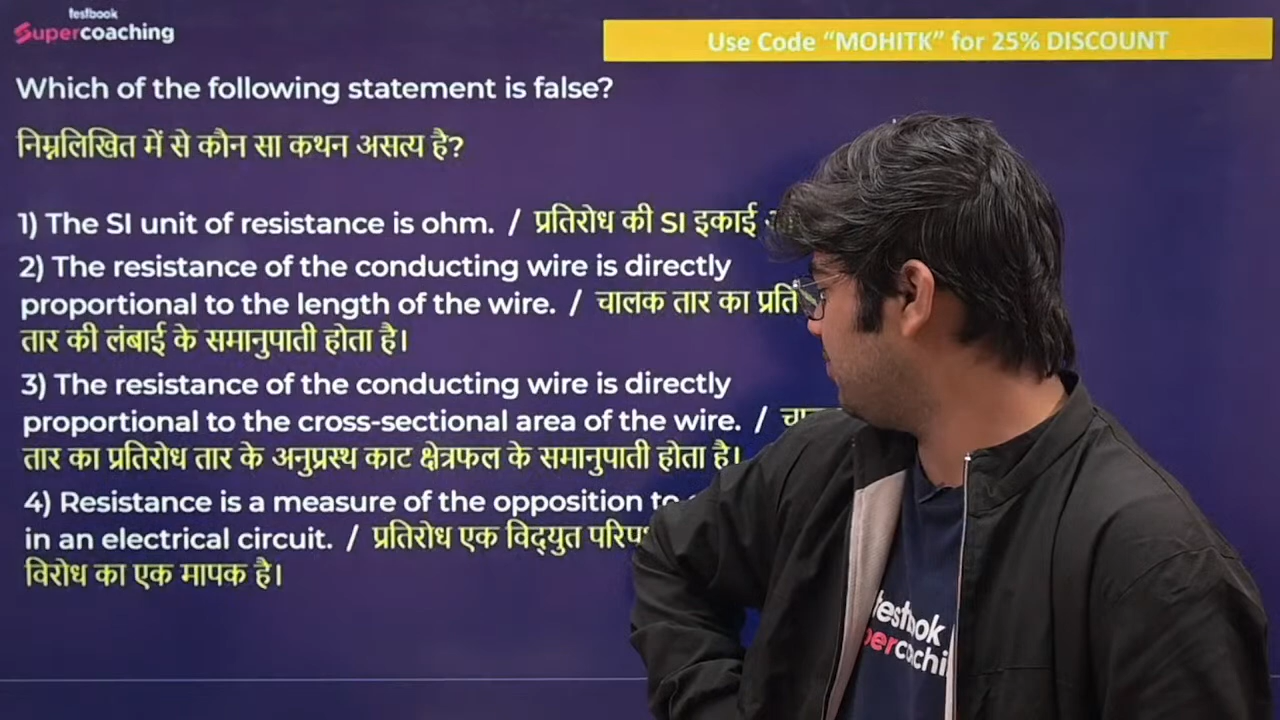 testbook
Supercoaching
Use Code “MOHITK” for 25% DISCOUNT
Which of the following statement is false?
निम्नलिखित में से कौन सा कथन असत्य है?
1) The SI unit of resistance is ohm. / प्रतिरोध की SI इकाई
2) The resistance of the conducting wire is directly
proportional to the length of the wire. / चालक तार का
तार की लंबाई के समानुपाती होता है।
3) The resistance of the conducting wire is directly
proportional to the cross-sectional area of the wire. /
तार का प्रतिरोध तार के अनुप्रस्थ काट क्षेत्रफल के समानुपाती होता है।
4) Resistance is a measure of the opposition to
in an electrical circuit. / प्रतिरोध एक विद्युत
विरोध का एक मापक है।
testbook